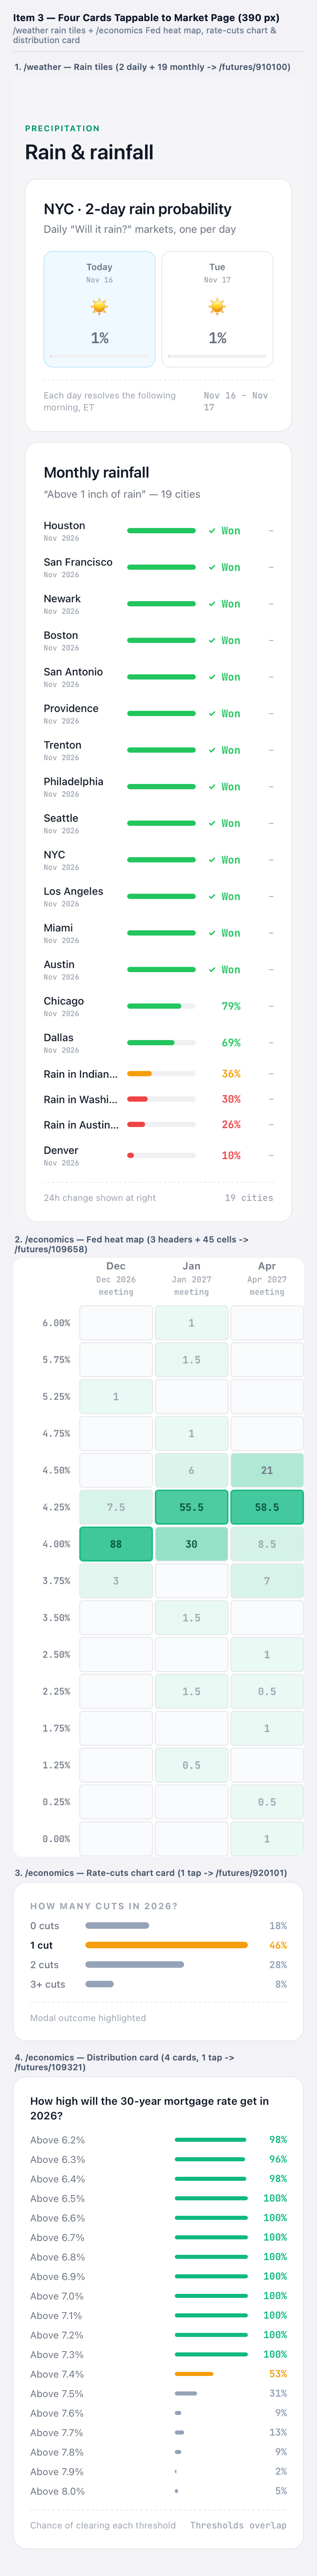 Item 3 — Four Cards Tappable to Market Page (390 px)
/weather rain tiles + /economics Fed heat map, rate-cuts chart &
distribution card
1. /weather — Rain tiles (2 daily + 19 monthly -> /futures/910100)
PRECIPITATION
Rain & rainfall
NYC · 2-day rain probability
Daily "Will it rain?" markets, one per day
Today Tue
Nov 16 Nov 17
1% 1%
Each day resolves the following Nov 16 – Nov
morning, ET 17
Monthly rainfall
“Above 1 inch of rain” — 19 cities
Houston ✓ Won —
Nov 2026
San Francisco ✓ Won —
Nov 2026
Newark ✓ Won —
Nov 2026
Boston ✓ Won —
Nov 2026
San Antonio ✓ Won —
Nov 2026
Providence ✓ Won —
Nov 2026
Trenton ✓ Won —
Nov 2026
Philadelphia ✓ Won —
Nov 2026
Seattle ✓ Won —
Nov 2026
NYC ✓ Won —
Nov 2026
Los Angeles ✓ Won —
Nov 2026
Miami ✓ Won —
Nov 2026
Austin ✓ Won —
Nov 2026
Chicago 79% —
Nov 2026
Dallas 69% —
Nov 2026
Rain in Indian... 36% —
Rain in Washi... 30% —
Rain in Austin... 26% —
Denver 10% —
Nov 2026
24h change shown at right 19 cities
2. /economics — Fed heat map (3 headers + 45 cells ->
/futures/109658)
Dec Jan Apr
Dec 2026 Jan 2027 Apr 2027
meeting meeting meeting
6.00% 1
5.75% 1.5
5.25% 1
4.75% 1
4.50% 6 21
4.25% 7.5 55.5 58.5
4.00% 88 30 8.5
3.75% 3 7
3.50% 1.5
2.50% 1
2.25% 1.5 0.5
1.75% 1
1.25% 0.5
0.25% 0.5
0.00% 1
3. /economics — Rate-cuts chart card (1 tap -> /futures/920101)
HOW MANY CUTS IN 2026?
0 cuts 18%
1 cut 46%
2 cuts 28%
3+ cuts 8%
Modal outcome highlighted
4. /economics — Distribution card (4 cards, 1 tap ->
/futures/109321)
How high will the 30-year mortgage rate get in
2026?
Above 6.2% 98%
Above 6.3% 96%
Above 6.4% 98%
Above 6.5% 100%
Above 6.6% 100%
Above 6.7% 100%
Above 6.8% 100%
Above 6.9% 100%
Above 7.0% 100%
Above 7.1% 100%
Above 7.2% 100%
Above 7.3% 100%
Above 7.4% 53%
Above 7.5% 31%
Above 7.6% 9%
Above 7.7% 13%
Above 7.8% 9%
Above 7.9% 2%
Above 8.0% 5%
Chance of clearing each threshold Thresholds overlap